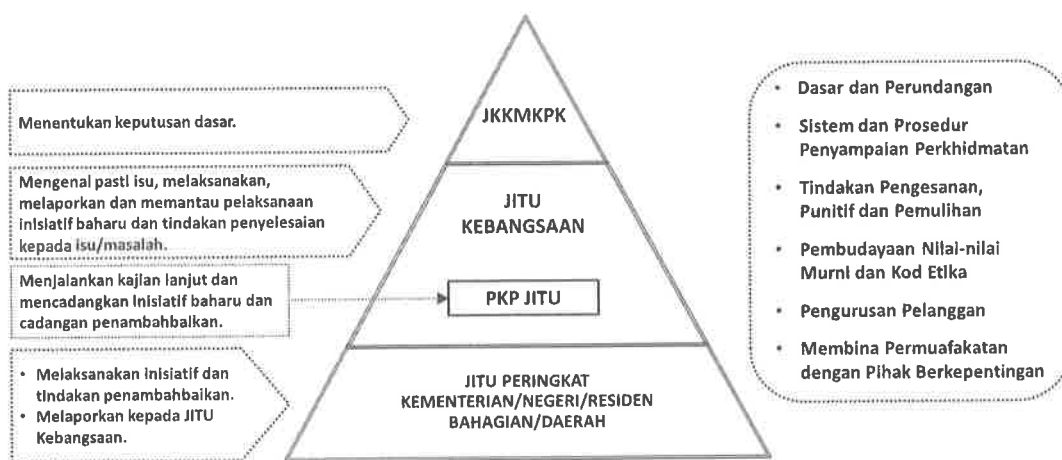 JKKMKPK
Menentukan keputusan dasar.
Mengenal pasti isu, melaksanakan,
melaporkan dan memantau pelaksanaan
inisiatif baharu dan tindakan penyelesaian
kepada isu/masalah.
JITU
KEBANGSAAN
Menjalankan kajian lanjut dan
mencadangkan inisiatif baharu dan
cadangan penambahbaikan.
PKP JITU
• Melaksanakan inisiatif dan
tindakan penambahbaikan.
• Melaporkan kepada JITU
Kebangsaan.
JITU PERINGKAT
KEMENTERIAN/NEGERI/RESIDEN
BAHAGIAN/DAERAH
• Dasar dan Perundangan
• Sistem dan Prosedur
Penyampaian Perkhidmatan
• Tindakan Pengesanan,
Punitif dan Pemulihan
• Pembudayaan Nilai-nilai
Murni dan Kod Etika
• Pengurusan Pelanggan
• Membina Permuafakatan
dengan Pihak Berkepentingan